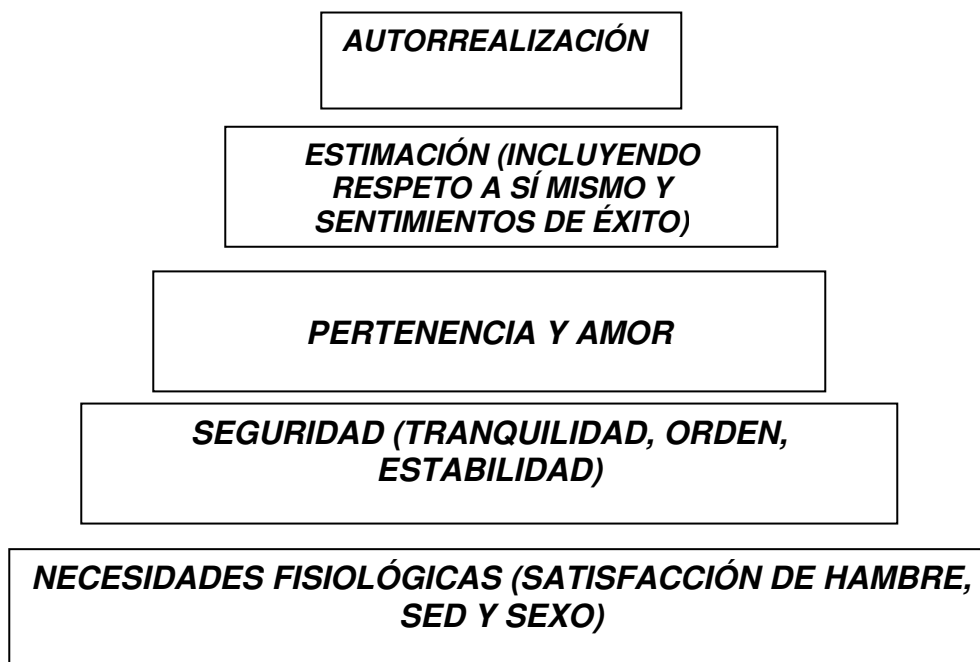 AUTORREALIZACIÓN
ESTIMACIÓN (INCLUYENDO
RESPETO A SÍ MISMO Y
SENTIMIENTOS DE ÉXITO)
PERTENENCIA Y AMOR
SEGURIDAD (TRANQUILIDAD, ORDEN,
ESTABILIDAD)
NECESIDADES FISIOLÓGICAS (SATISFACCIÓN DE HAMBRE,
SED Y SEXO)